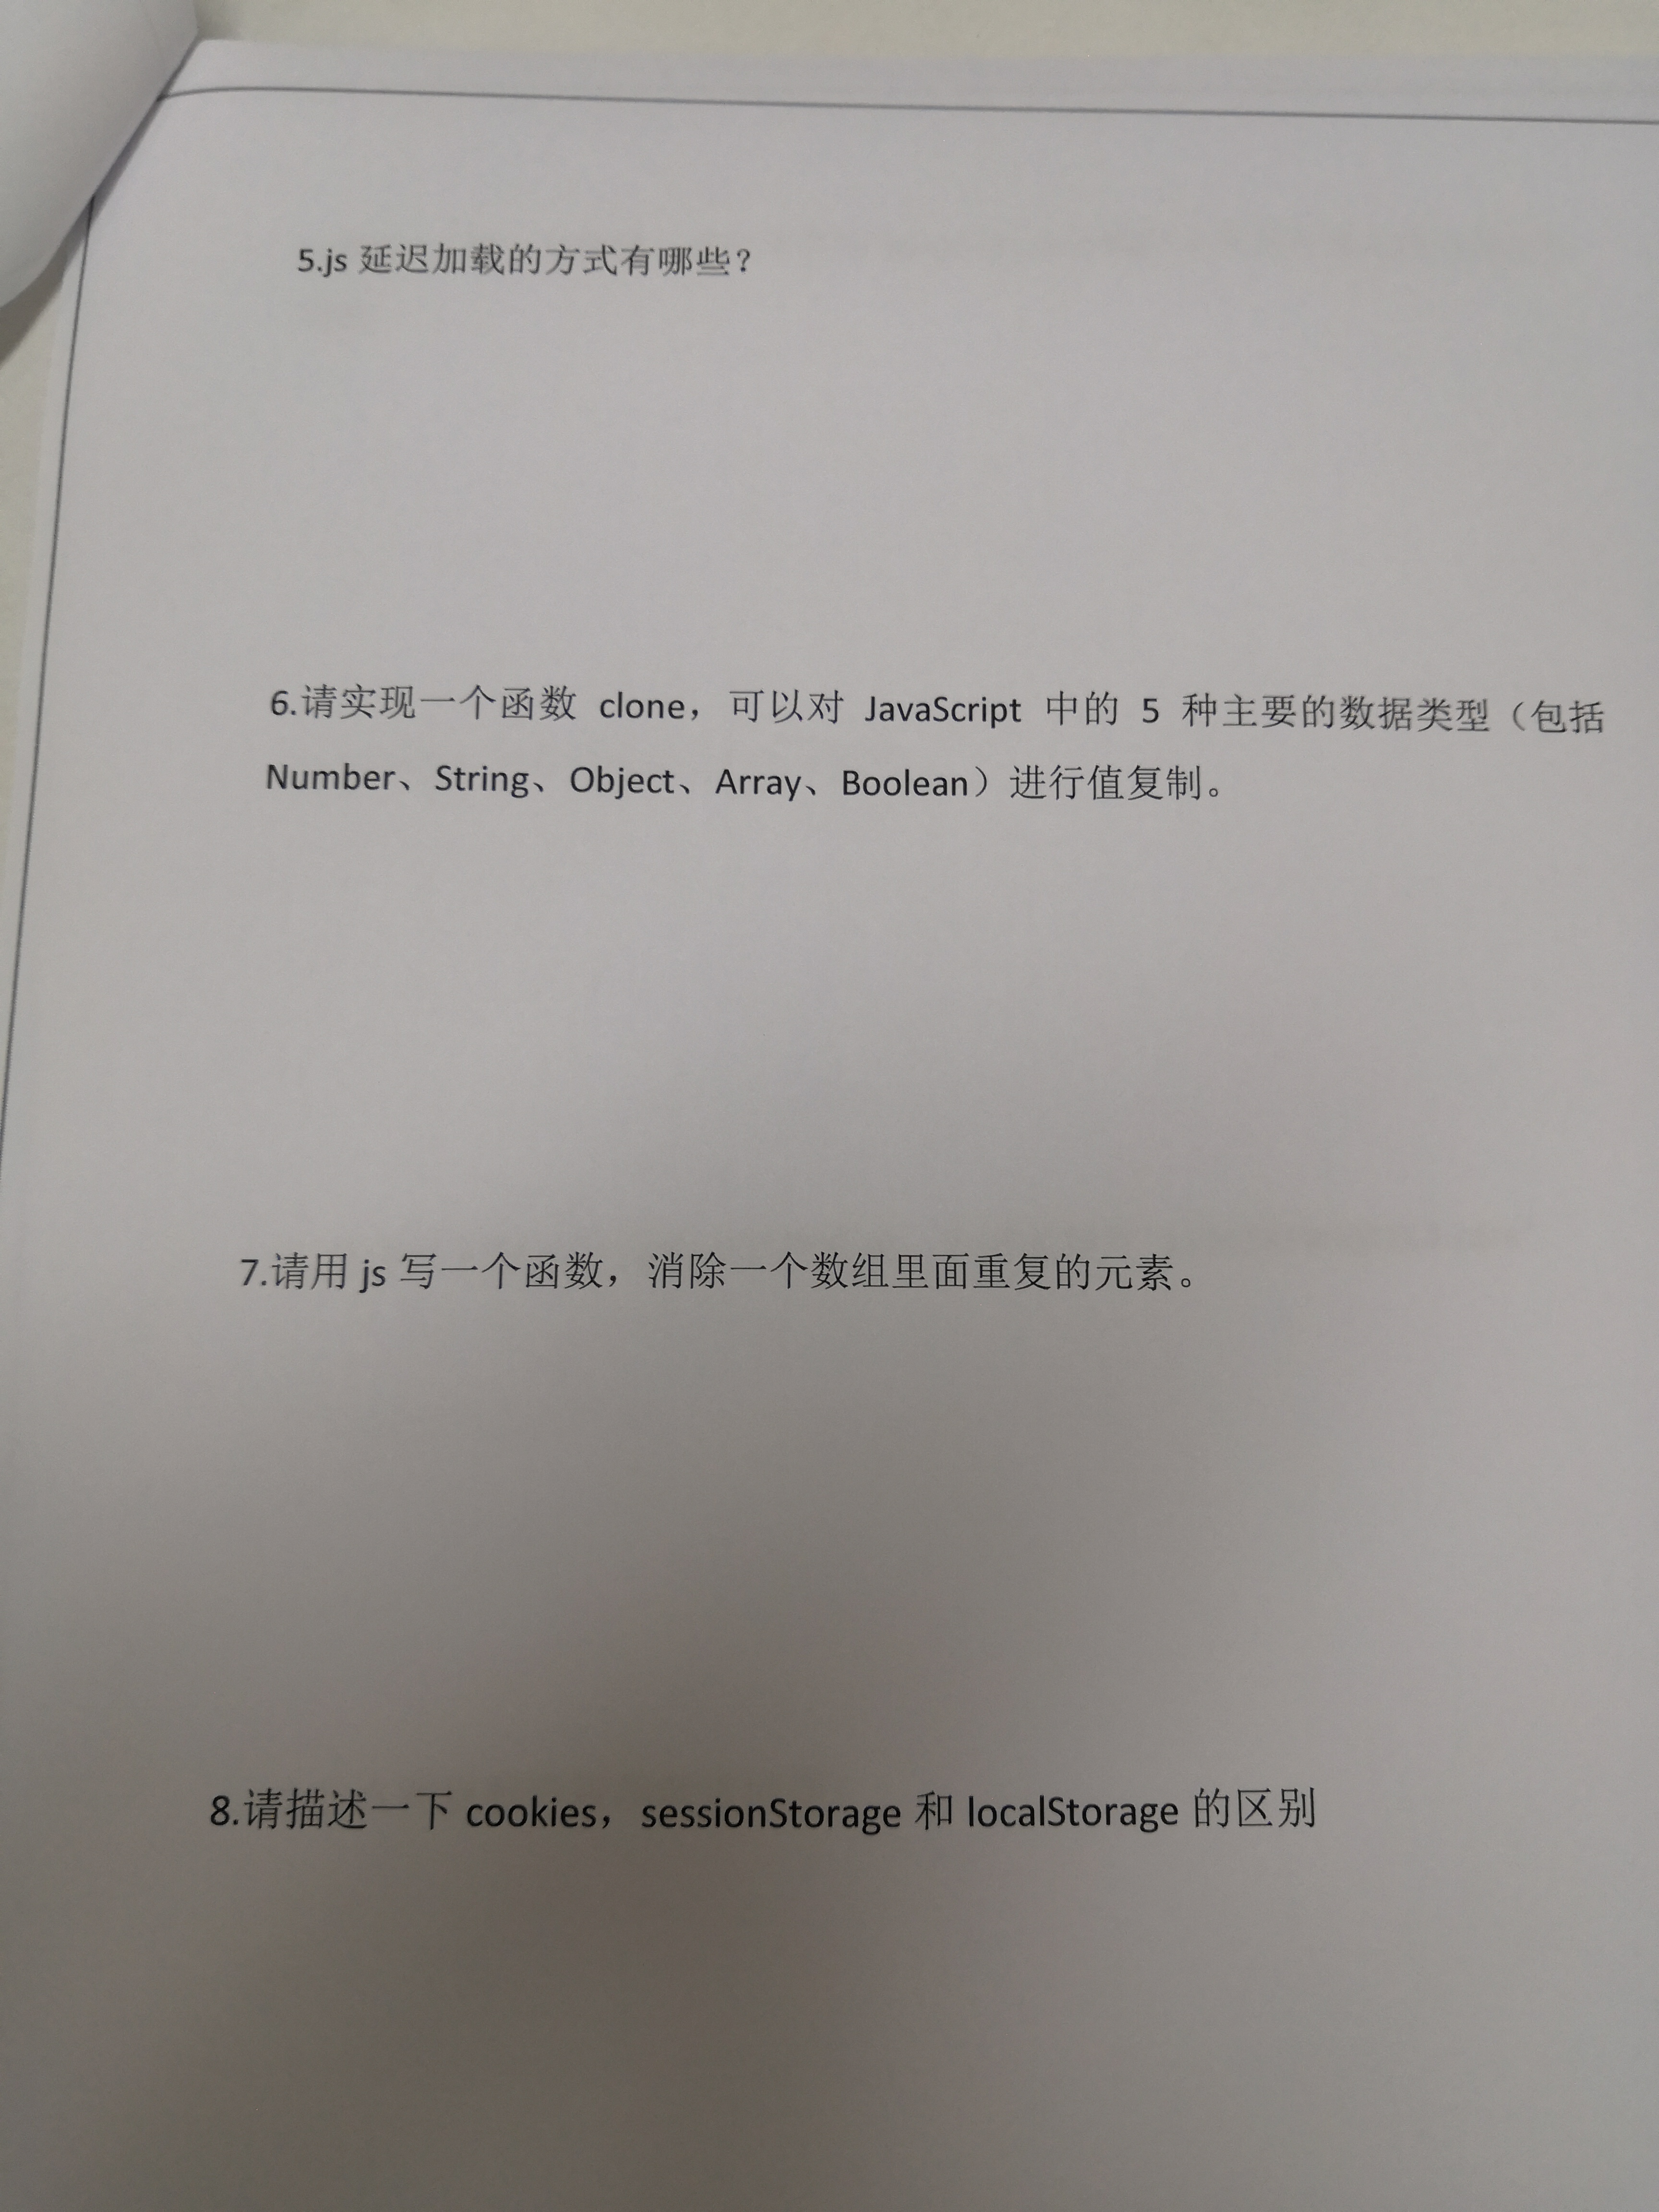 5.js 延迟加载的方式有哪些？
6.请实现一个函数 clone，可以对 JavaScript 中的 5 种主要的数据类型（包括
Number、String、Object、Array、Boolean）进行值复制。
7.请用 js 写一个函数，消除一个数组里面重复的元素。
8.请描述一下 cookies，sessionStorage 和 localStorage 的区别